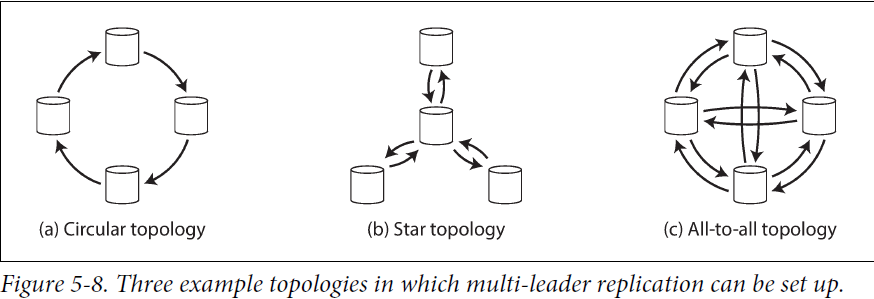 (a) Circular topology
(b) Star topology
(c) All-to-all topology
Figure 5-8. Three example topologies in which multi-leader replication can be set up.